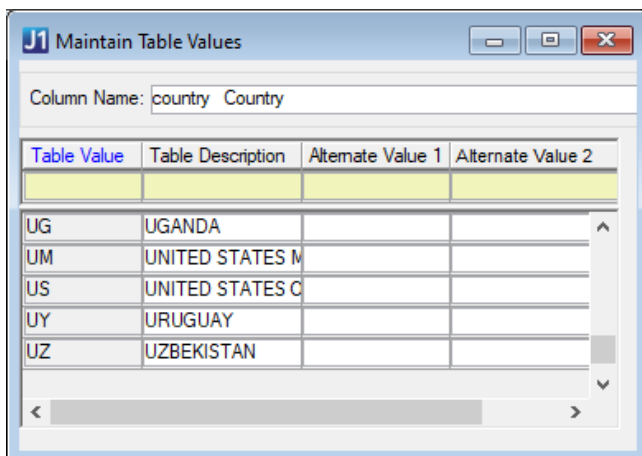 J1 Maintain Table Values
Column Name: country Country
Table Value Table Description Alternate Value 1 Alternate Value 2
UG UGANDA
UM UNITED STATES M
US UNITED STATES O
UY URUGUAY
UZ UZBEKISTAN